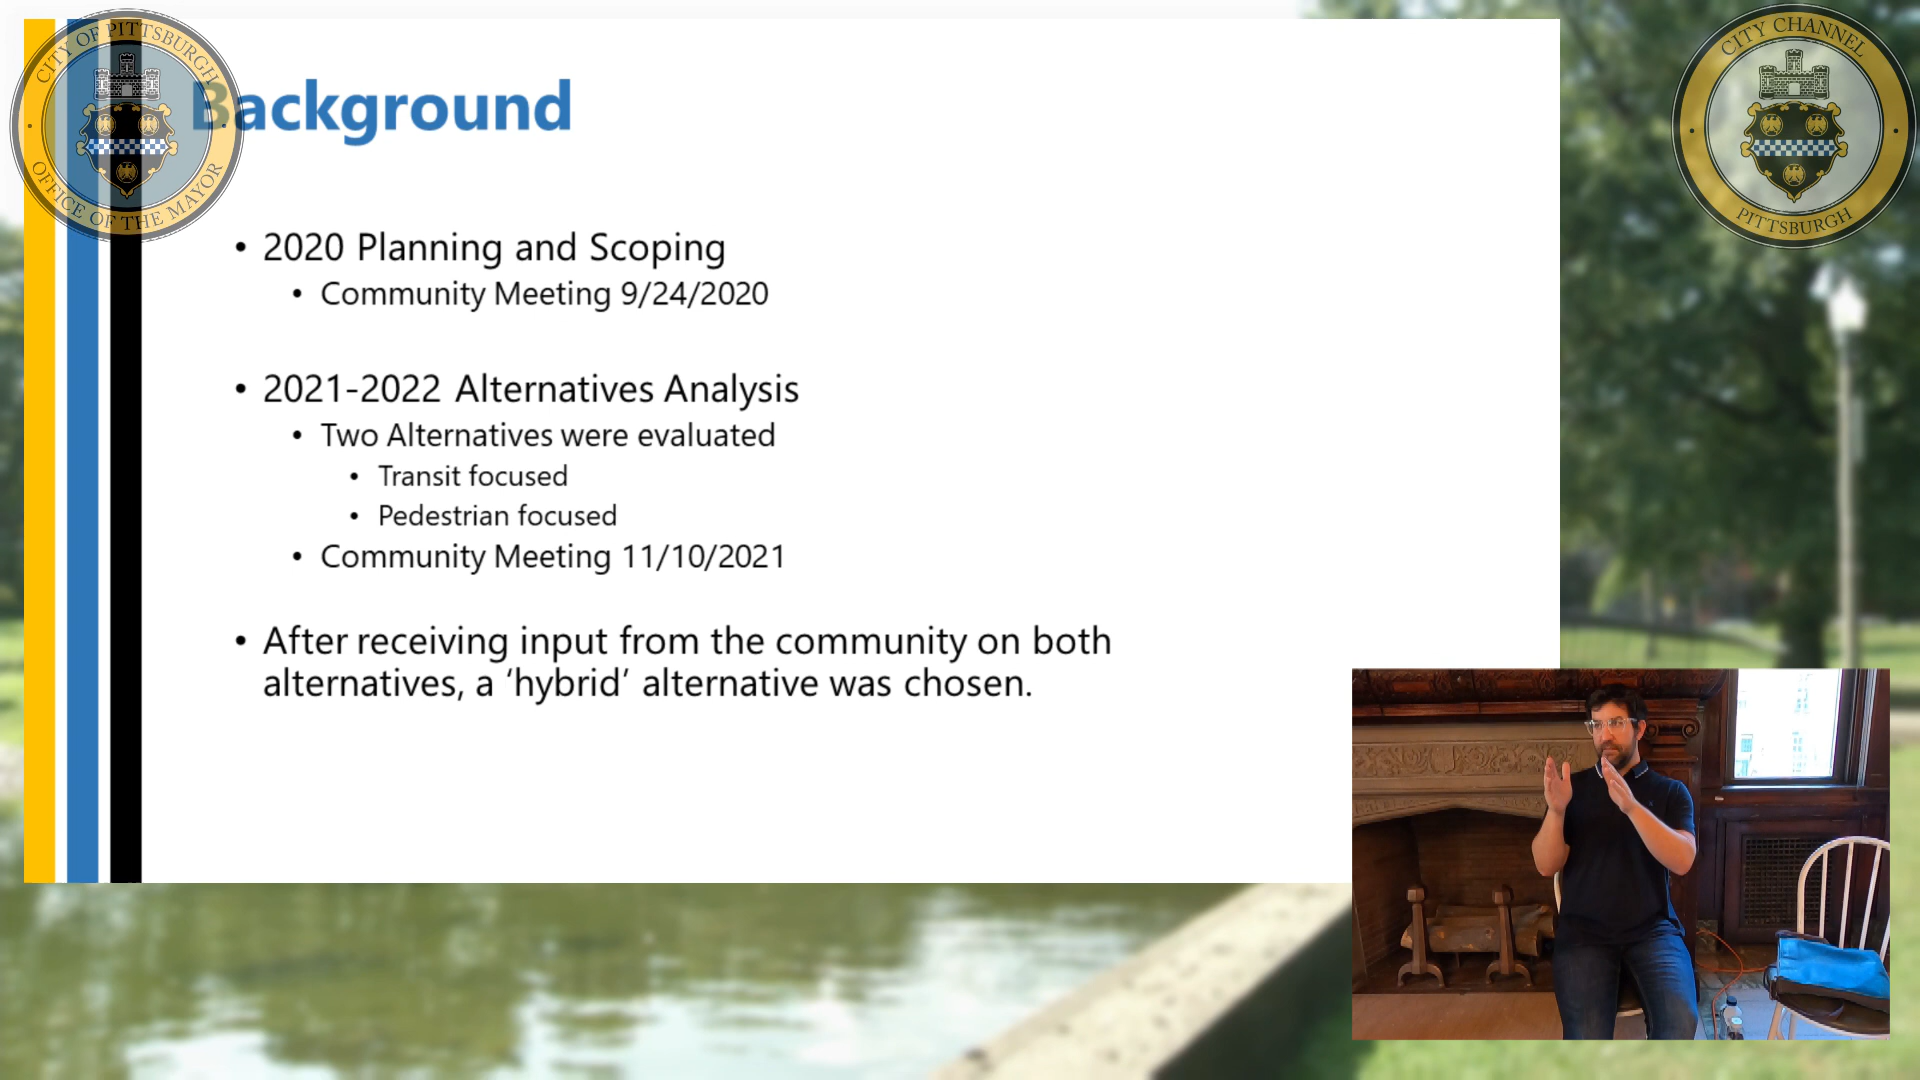 CITY OF PITTSBURGH
OFFICE OF THE MAYOR
CITY CHANNEL
PITTSBURGH
Background
• 2020 Planning and Scoping
• Community Meeting 9/24/2020
• 2021-2022 Alternatives Analysis
• Two Alternatives were evaluated
• Transit focused
• Pedestrian focused
• Community Meeting 11/10/2021
• After receiving input from the community on both
alternatives, a ‘hybrid’ alternative was chosen.